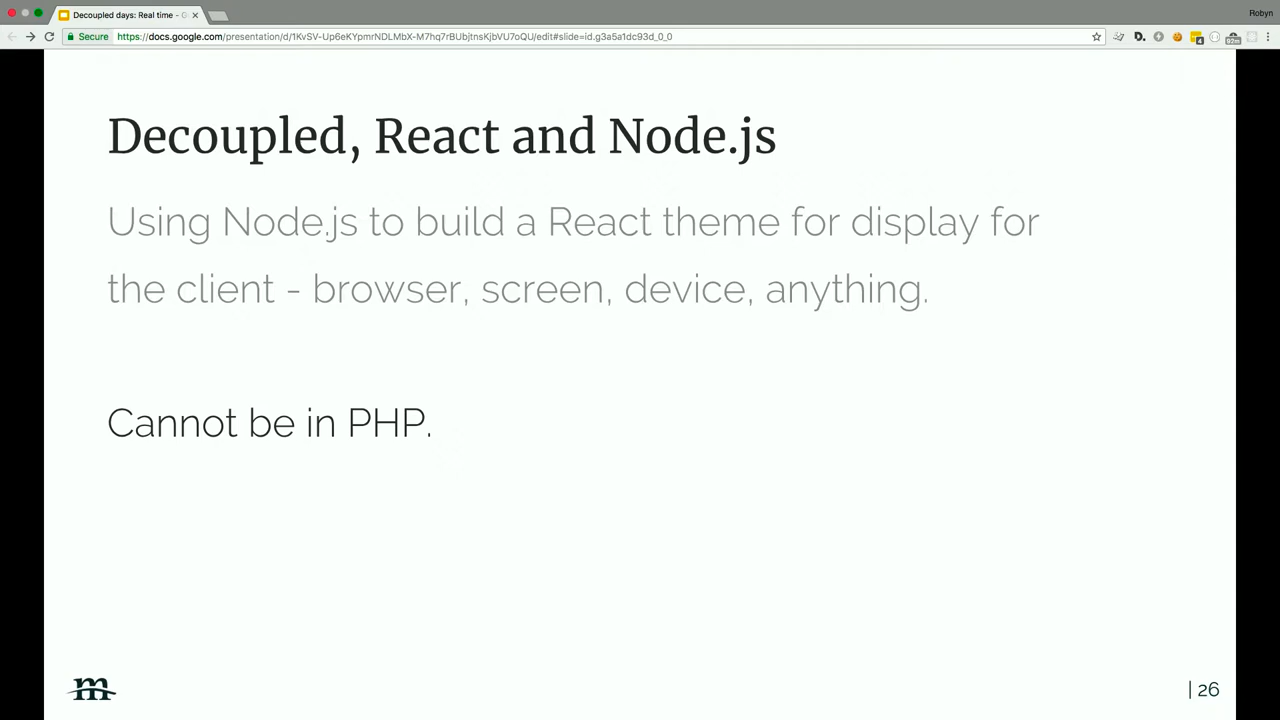 Decoupled days: Real time - G
Robyn
Secure
https://docs.google.com/presentation/d/1KvSV-Up6eKYpmrNDLMbX-M7hq7rBUbjtnsKjbVU7oQU/edit#slide=id.g3a5a1dc93d_0_0
D.
4
92m
Decoupled, React and Node.js
Using Node.js to build a React theme for display for
the client - browser, screen, device, anything.
Cannot be in PHP.
m
| 26